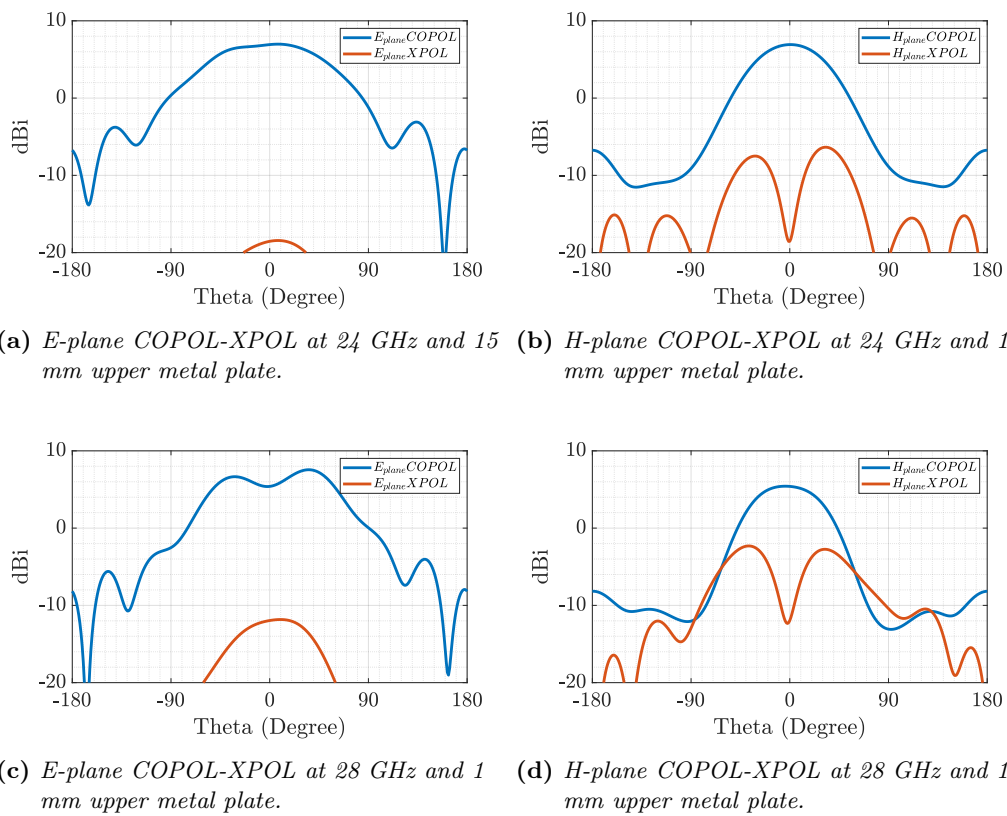 10
0
-10
-20
dBi
-180 -90 0 90 180
Theta (Degree)
E_plane COPOL
E_plane XPOL
10
0
-10
-20
dBi
-180 -90 0 90 180
Theta (Degree)
H_plane COPOL
H_plane XPOL
a) E-plane COPOL-XPOL at 24 GHz and 15
mm upper metal plate.
(b) H-plane COPOL-XPOL at 24 GHz and 1
mm upper metal plate.
10
0
-10
-20
dBi
-180 -90 0 90 180
Theta (Degree)
E_plane COPOL
E_plane XPOL
10
0
-10
-20
dBi
-180 -90 0 90 180
Theta (Degree)
H_plane COPOL
H_plane XPOL
(c) E-plane COPOL-XPOL at 28 GHz and 1
mm upper metal plate.
(d) H-plane COPOL-XPOL at 28 GHz and 1
mm upper metal plate.